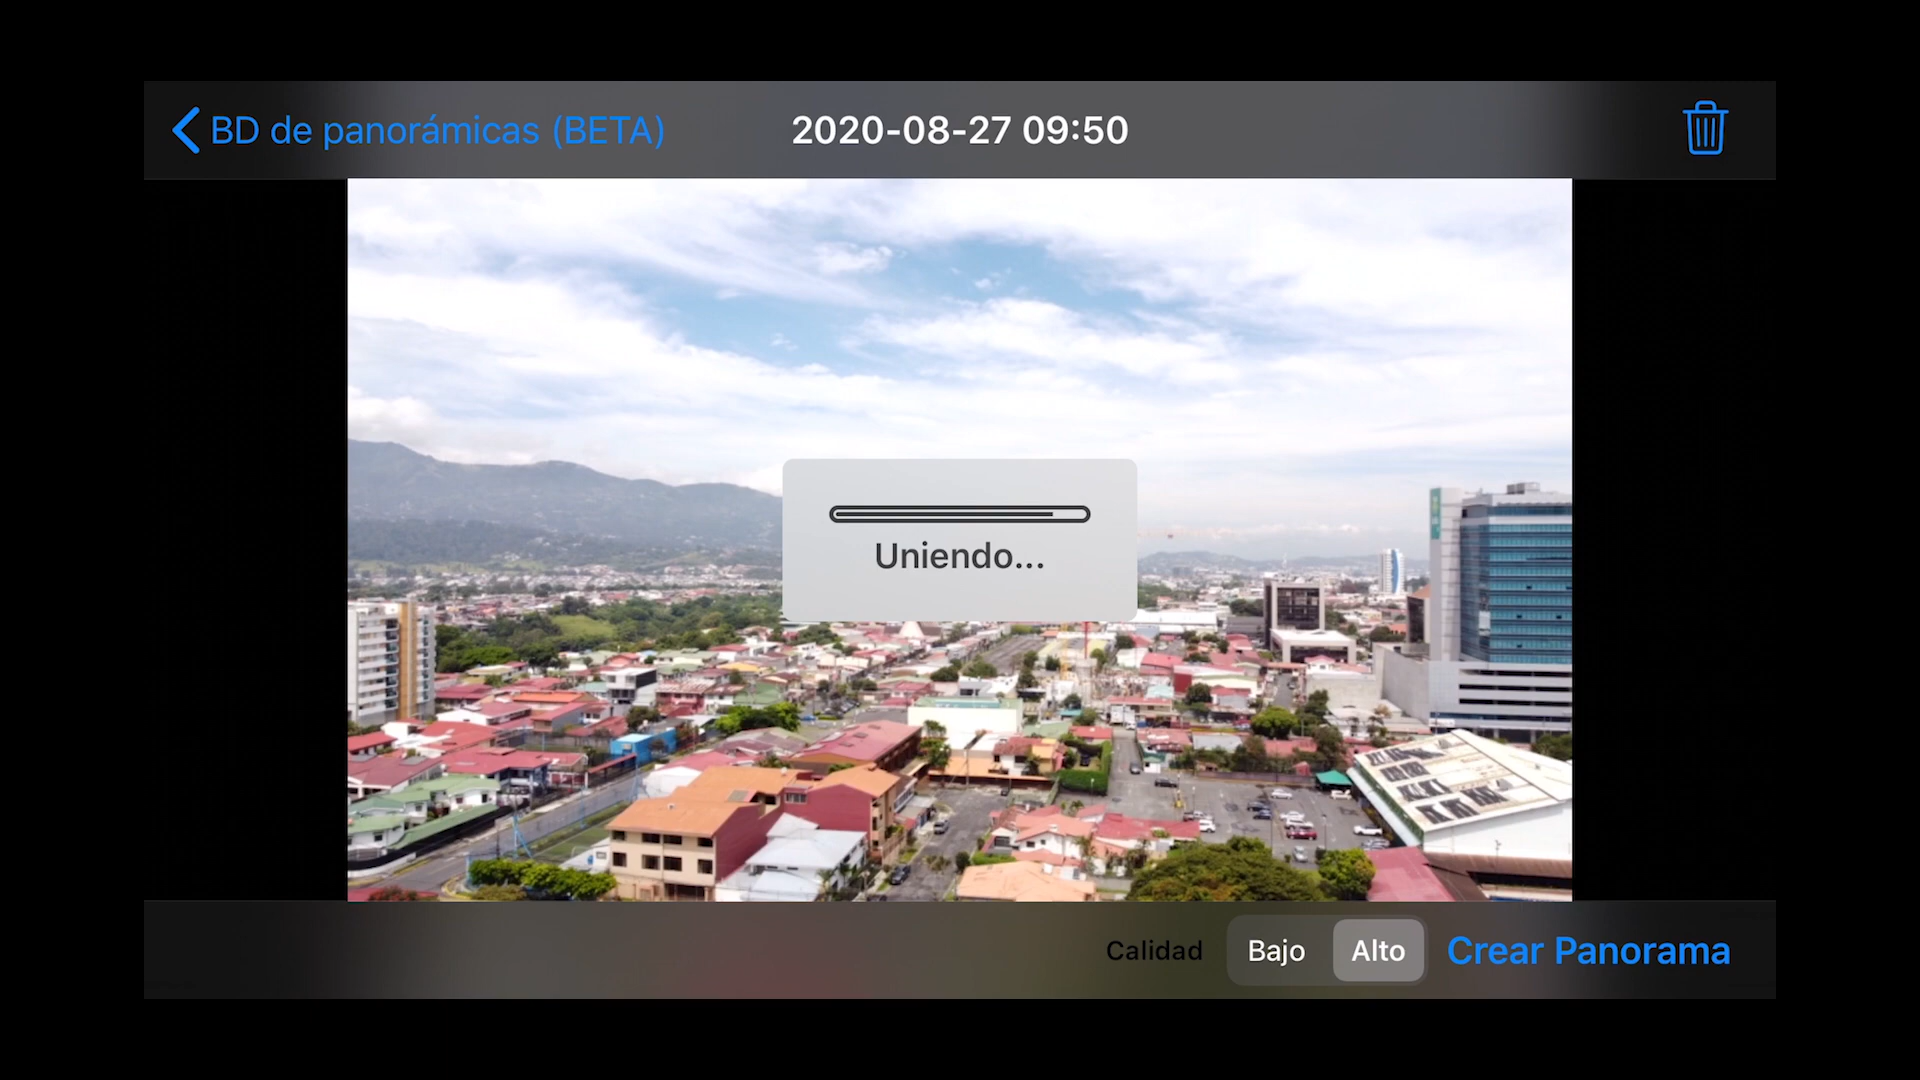 BD de panorámicas (BETA)
2020-08-27 09:50
Uniendo...
Calidad
Bajo
Alto
Crear Panorama